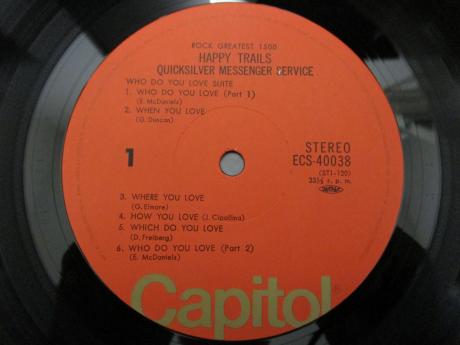 ROCK GREATEST 1500
HAPPY TRAILS
QUICKSILVER MESSENGER SERVICE
WHO DO YOU LOVE SUITE
1. WHO DO YOU LOVE (Part 1)
(E. McDaniels)
2. WHEN YOU LOVE
(G. Duncan)
1
STEREO
ECS-40038
(ST1-120)
33⅓ r. p. m.
3. WHERE YOU LOVE
(G. Elmore)
4. HOW YOU LOVE (J. Cipollina)
5. WHICH DO YOU LOVE
(D. Freiberg)
6. WHO DO YOU LOVE (Part 2)
(E. McDaniels)
Capitol